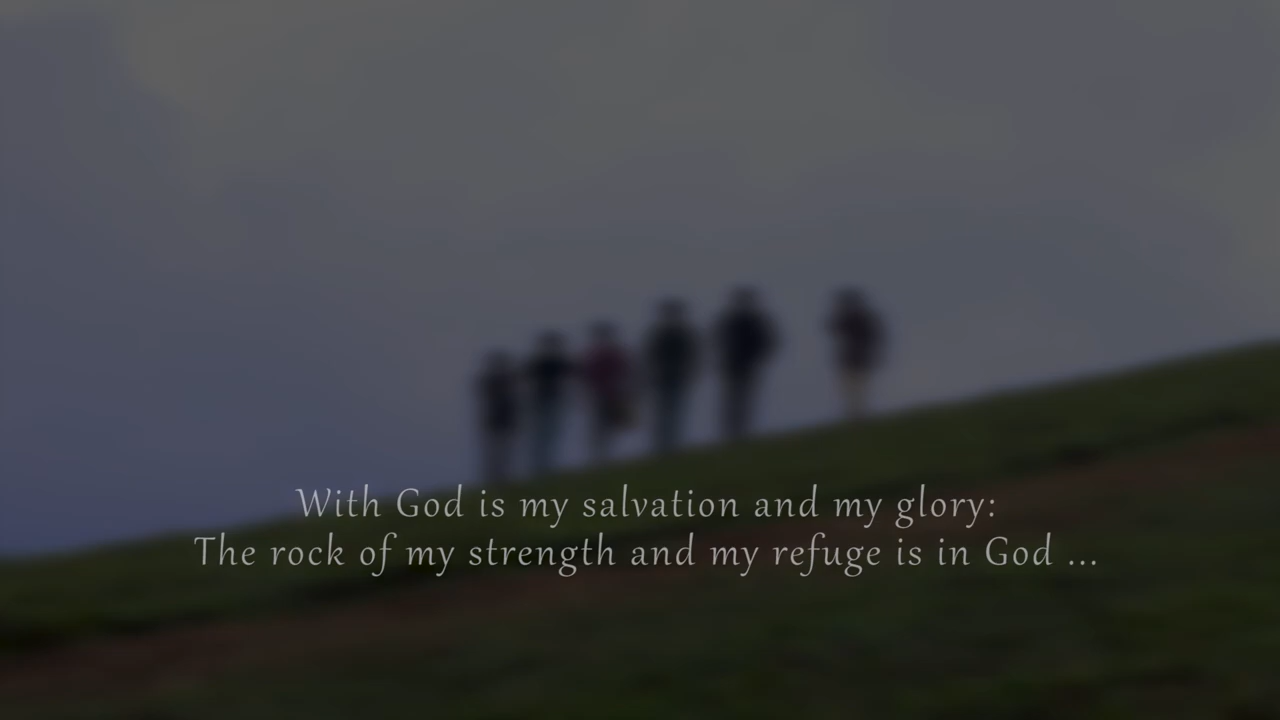 With God is my salvation and my glory:
The rock of my strength and my refuge is in God ...